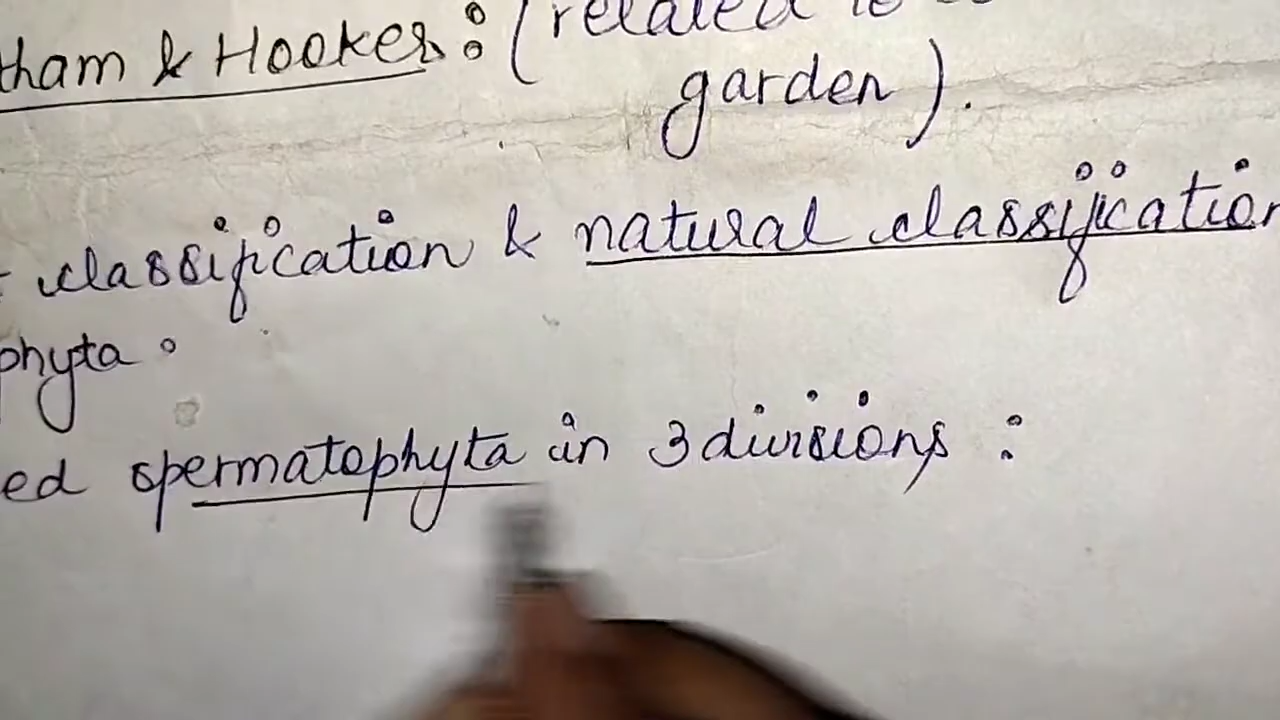 tham & Hooker : (related to
garden).
classification & natural classification
phyta .
ed spermatophyta in 3 divisions :